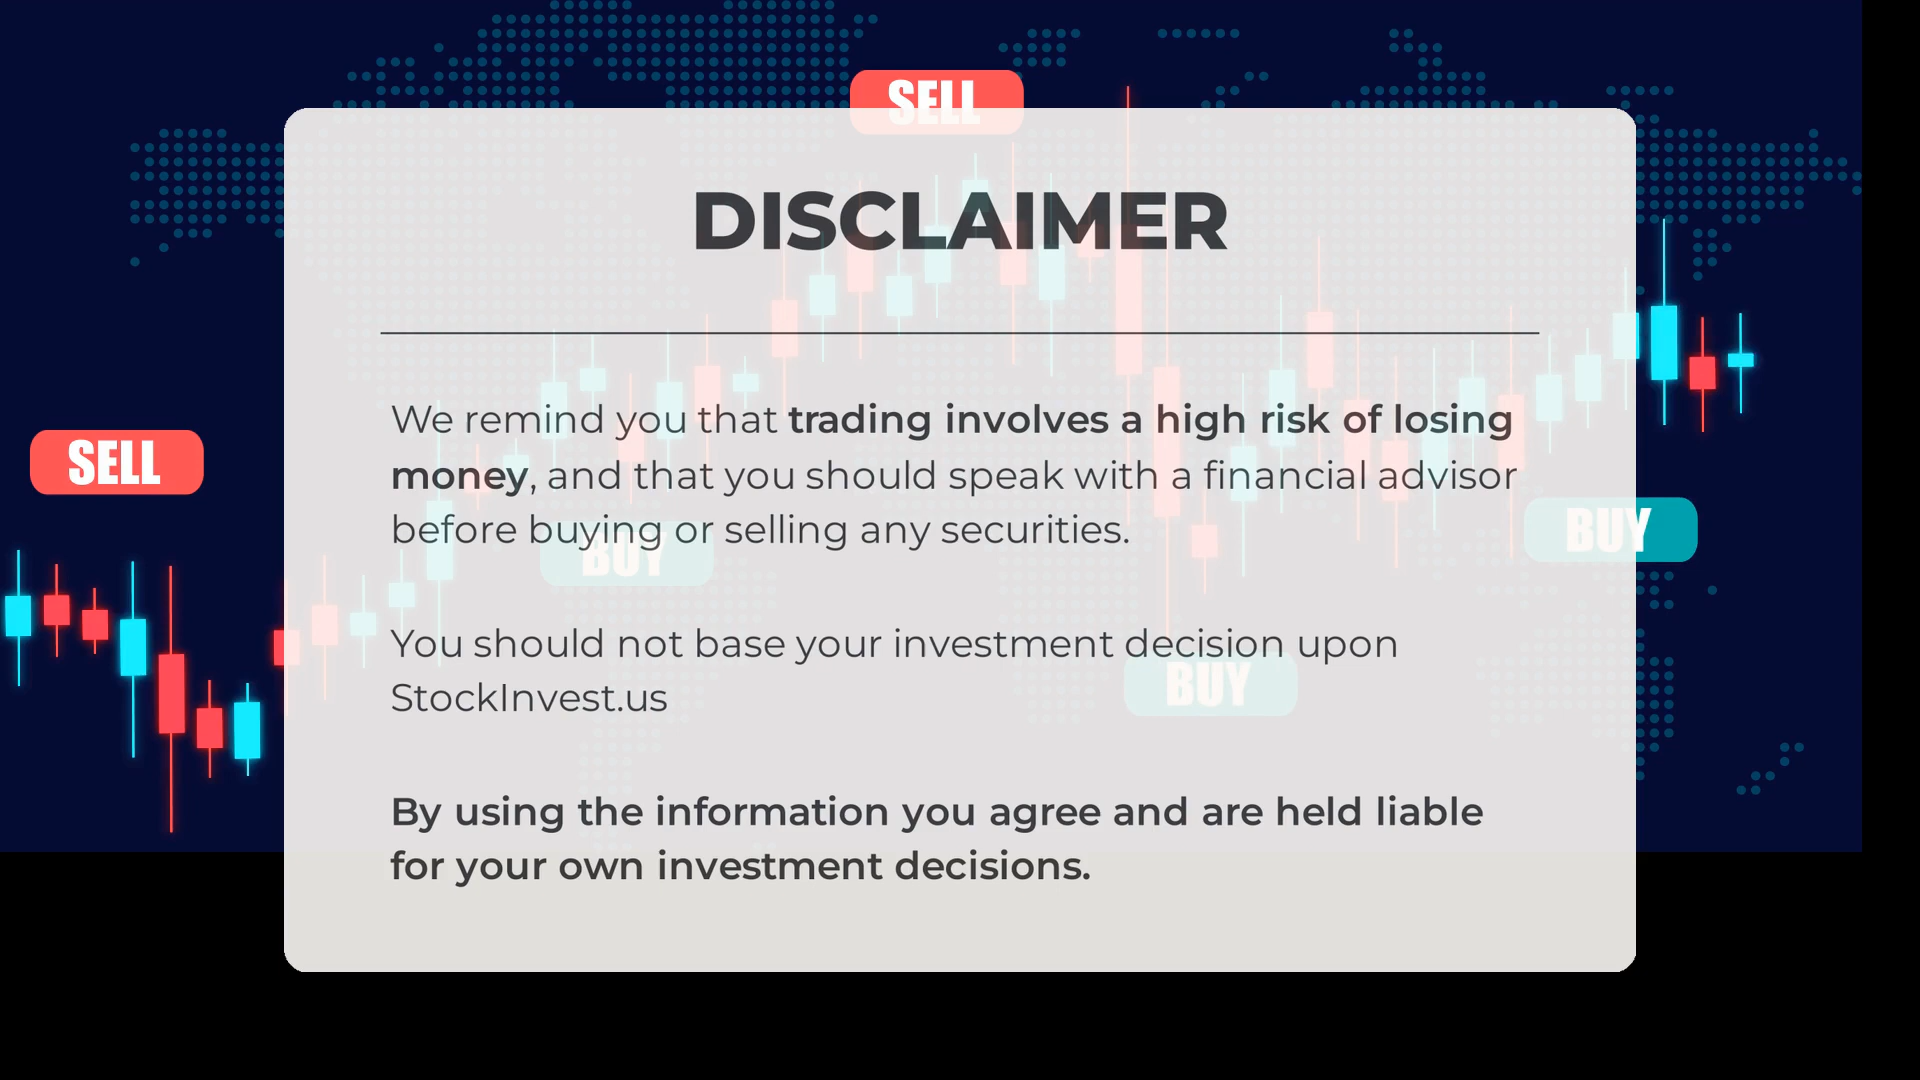 SELL
DISCLAIMER
We remind you that trading involves a high risk of losing
money, and that you should speak with a financial advisor
before buying or selling any securities.
SELL
BUY
BUY
You should not base your investment decision upon
StockInvest.us
BUY
By using the information you agree and are held liable
for your own investment decisions.